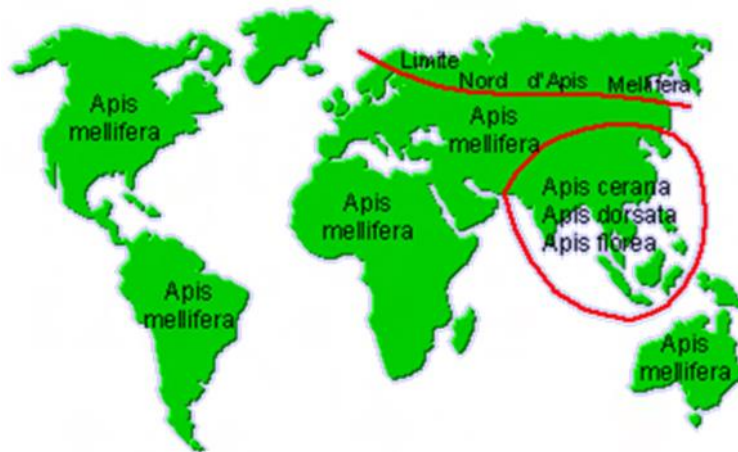 Limite
Nord d'Apis Mellifera
Apis
mellifera
Apis
mellifera
Apis
mellifera
Apis cerana
Apis dorsata
Apis florea
Apis
mellifera
Apis
mellifera